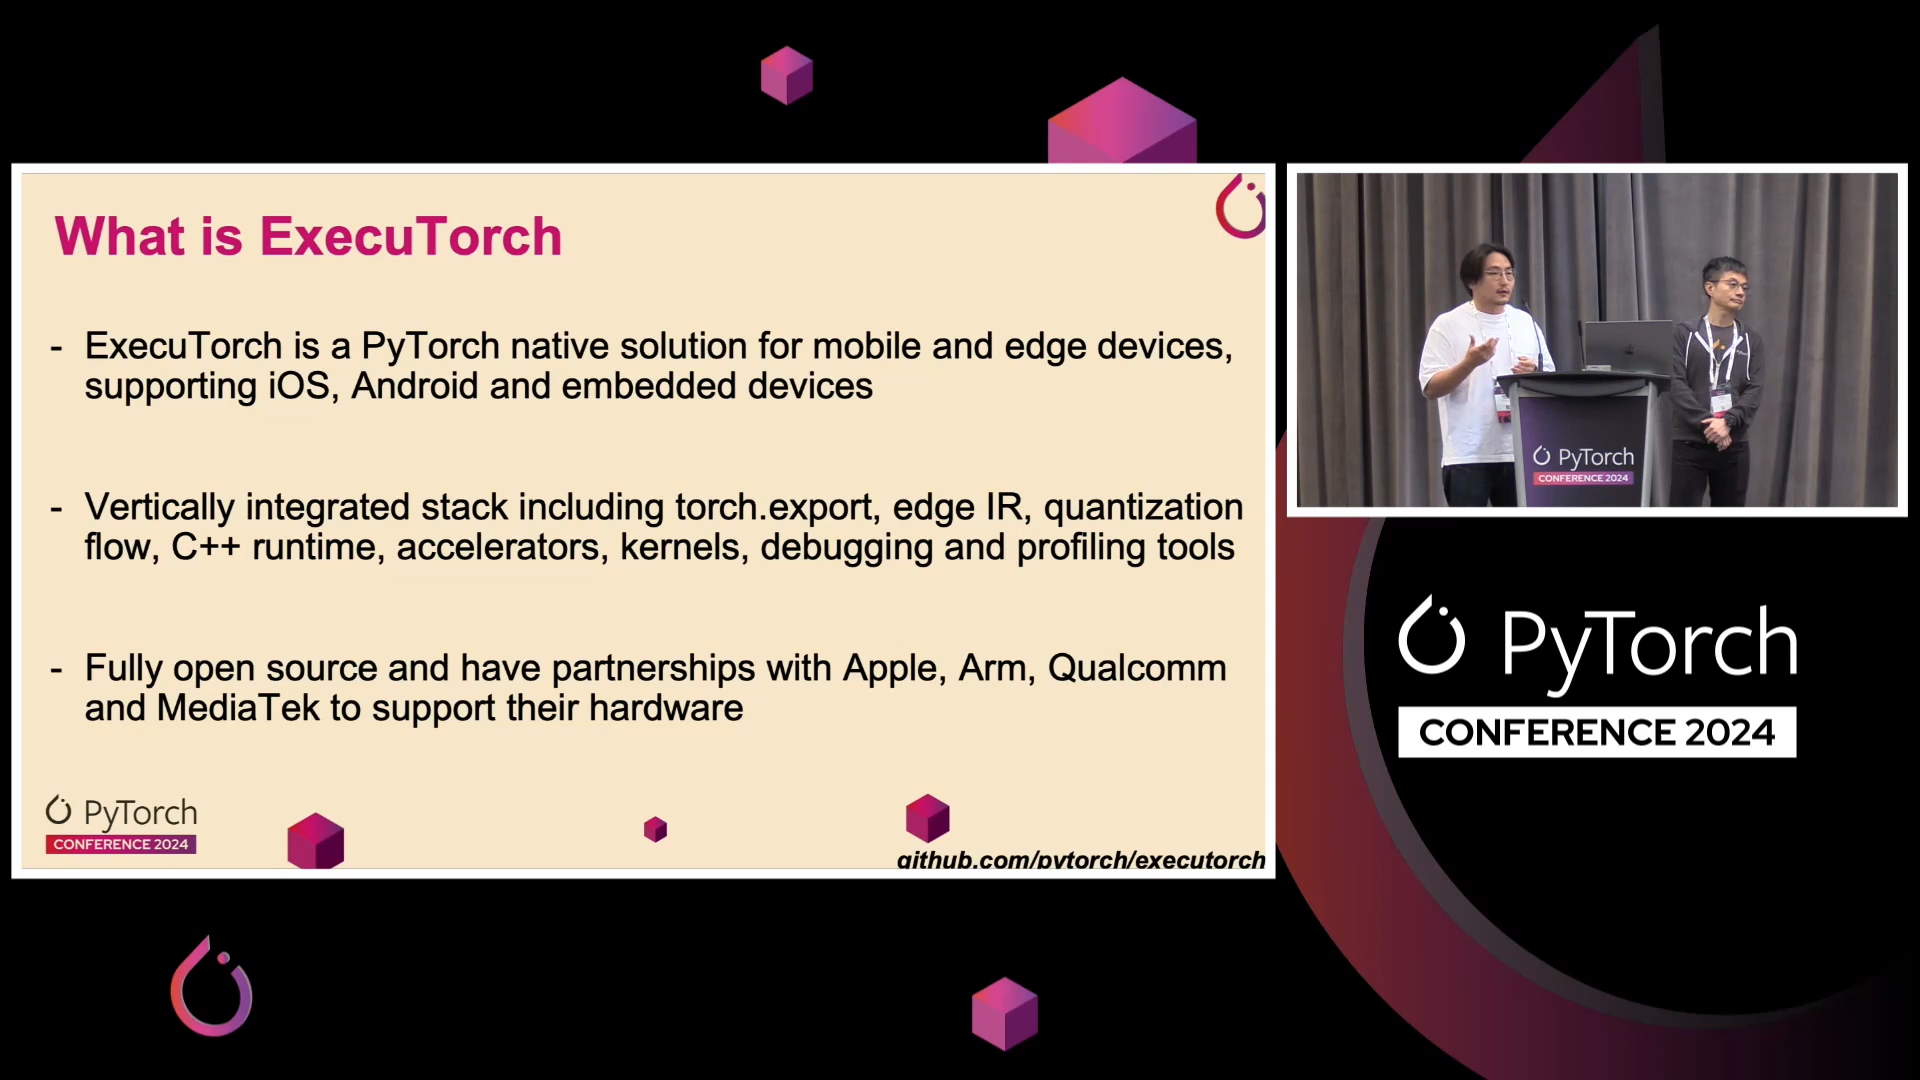 What is ExecuTorch
- ExecuTorch is a PyTorch native solution for mobile and edge devices,
supporting iOS, Android and embedded devices
- Vertically integrated stack including torch.export, edge IR, quantization
flow, C++ runtime, accelerators, kernels, debugging and profiling tools
- Fully open source and have partnerships with Apple, Arm, Qualcomm
and MediaTek to support their hardware
PyTorch
CONFERENCE 2024
github.com/pytorch/executorch
PyTorch
CONFERENCE 2024
PyTorch
CONFERENCE 2024